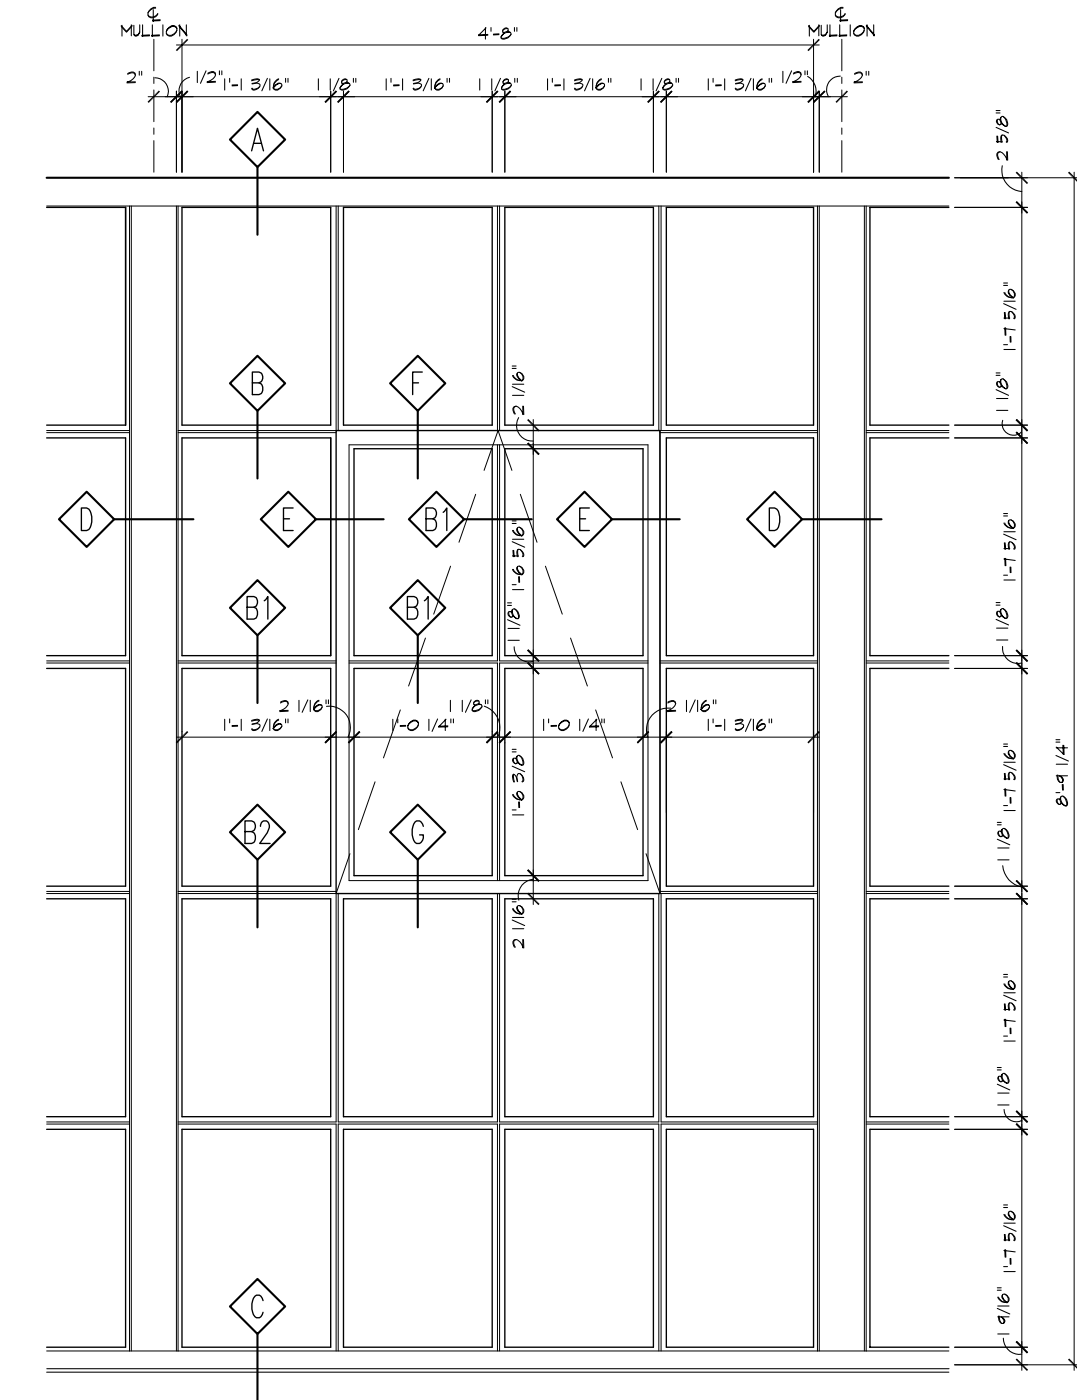 ℄ ℄
MULLION MULLION
4'-8"
2" 1/2" 1'-1 3/16" 1 1/8" 1'-1 3/16" 1 1/8" 1'-1 3/16" 1 1/8" 1'-1 3/16" 1/2" 2"
A
2 5/8"
1'-7 5/16"
B F
2 1/16"
1 1/8"
D E B1 E D
1'-6 5/16"
1'-7 5/16"
B1 B1
1 1/8"
1 1/8"
2 1/16" 1 1/8" 2 1/16"
1'-1 3/16" 1'-0 1/4" 1'-0 1/4" 1'-1 3/16"
1'-6 3/8"
1'-7 5/16"
8'-9 1/4"
B2 G
1 1/8"
2 1/16"
1'-7 5/16"
1 1/8"
1'-7 5/16"
C
1 9/16"